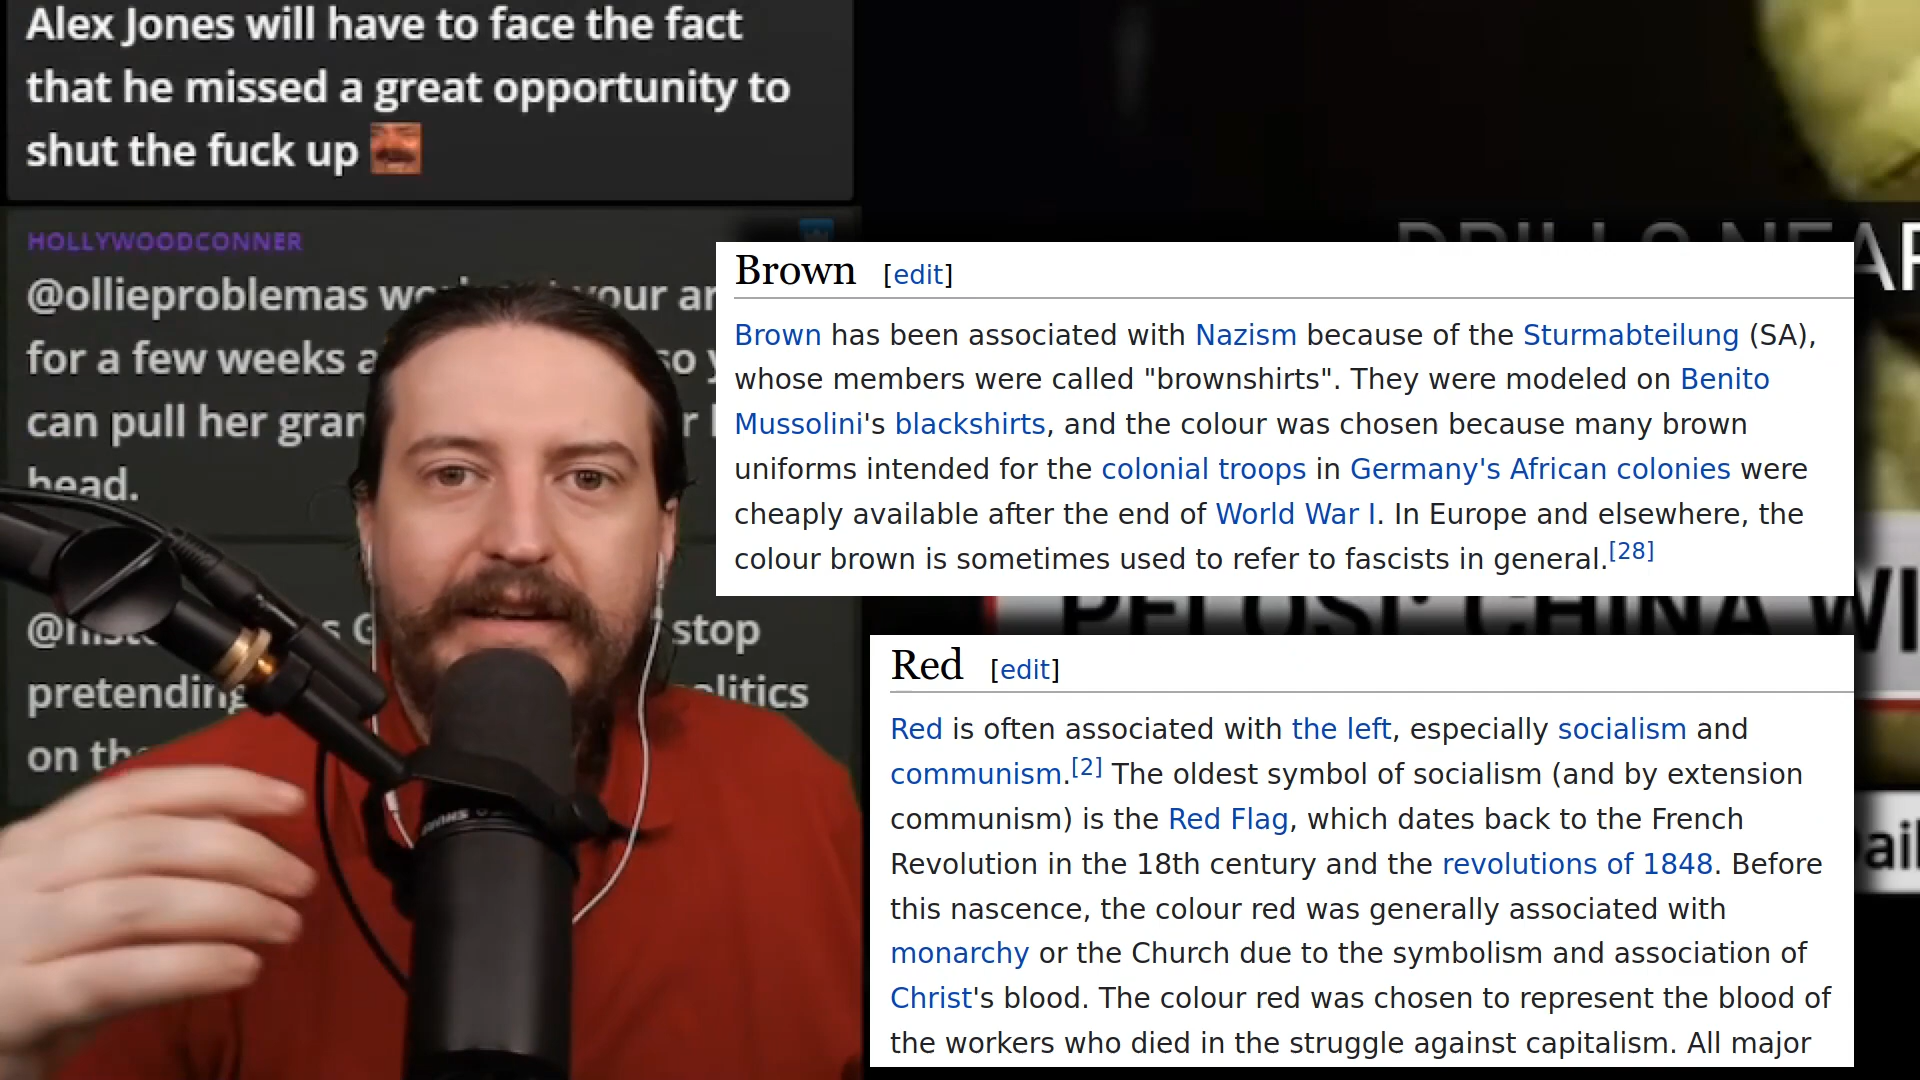 Alex Jones will have to face the fact
that he missed a great opportunity to
shut the fuck up
HOLLYWOODCONNER
@ollieproblemas your
for a few weeks so
can pull her
head.
stop
pretending
on
Brown [edit]
Brown has been associated with Nazism because of the Sturmabteilung (SA),
whose members were called "brownshirts". They were modeled on Benito
Mussolini's blackshirts, and the colour was chosen because many brown
uniforms intended for the colonial troops in Germany's African colonies were
cheaply available after the end of World War I. In Europe and elsewhere, the
colour brown is sometimes used to refer to fascists in general.[28]
PELOSI: CHINA
Red [edit]
Red is often associated with the left, especially socialism and
communism.[2] The oldest symbol of socialism (and by extension
communism) is the Red Flag, which dates back to the French
Revolution in the 18th century and the revolutions of 1848. Before
this nascence, the colour red was generally associated with
monarchy or the Church due to the symbolism and association of
Christ's blood. The colour red was chosen to represent the blood of
the workers who died in the struggle against capitalism. All major